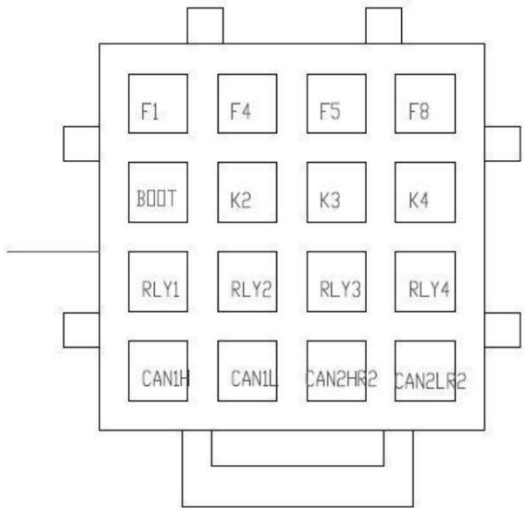 F1 F4 F5 F8
BOOT K2 K3 K4
RLY1 RLY2 RLY3 RLY4
CAN1H CAN1L CAN2HR2 CAN2LR2